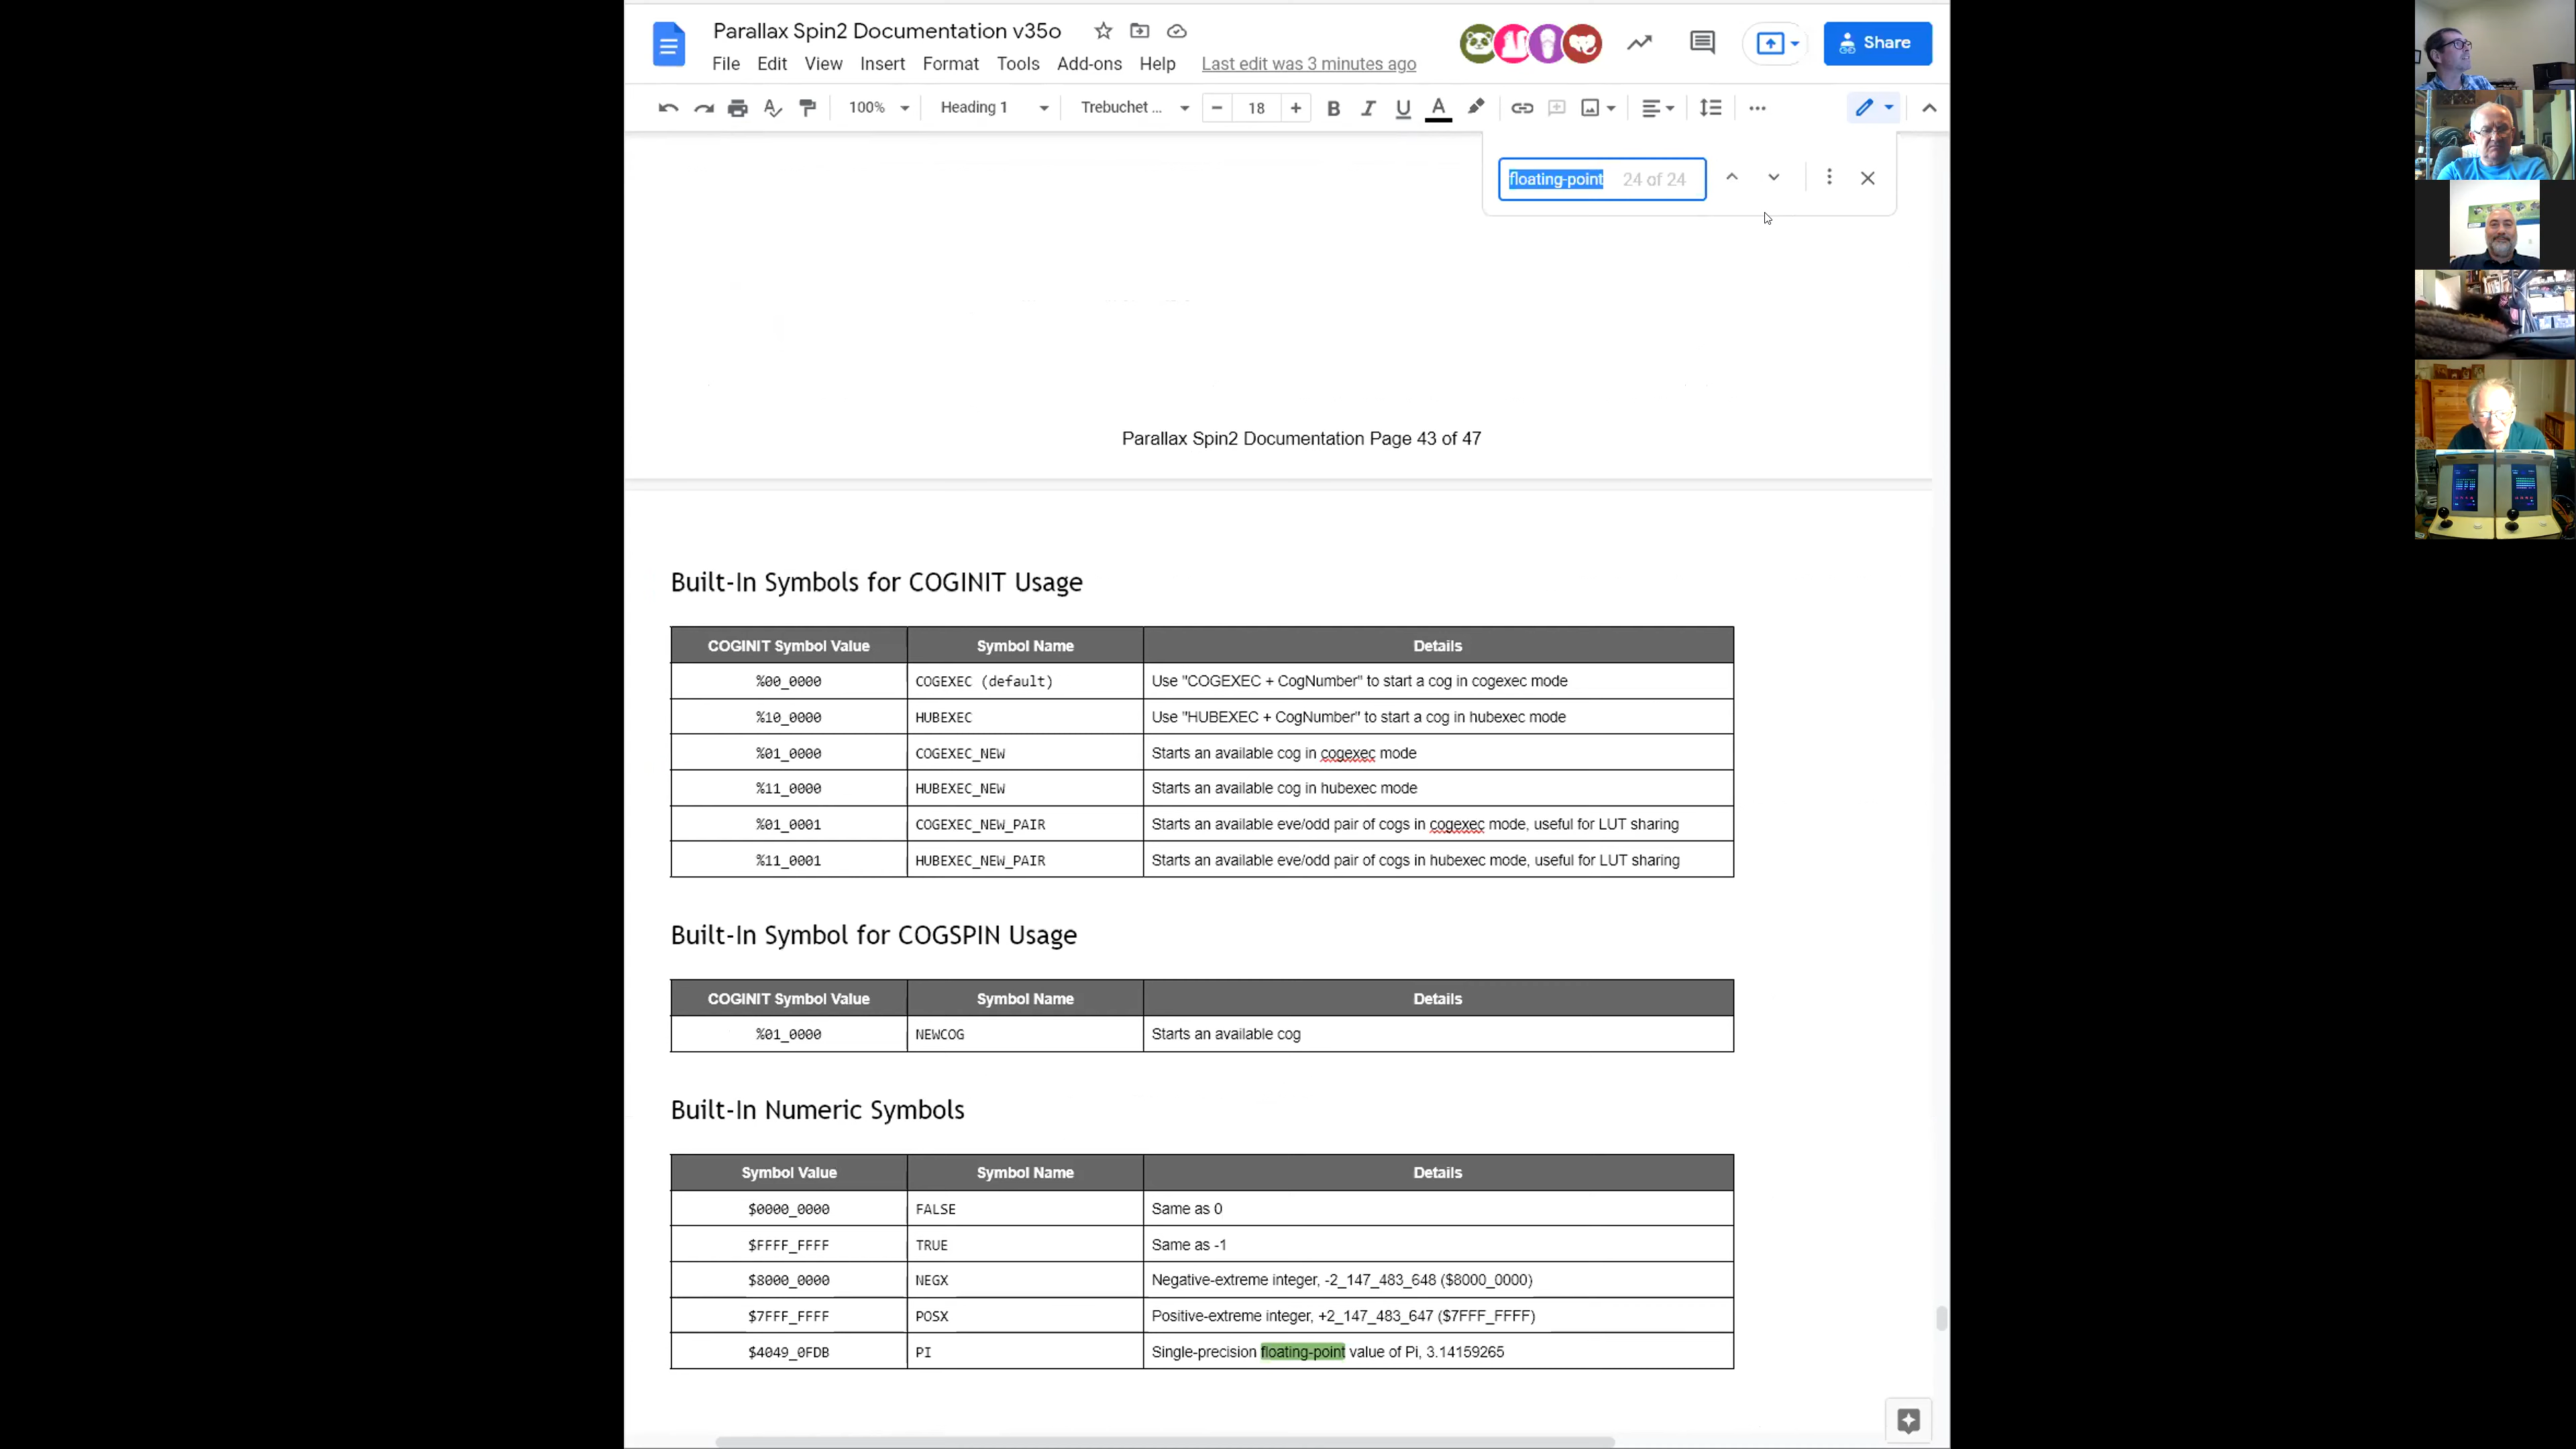 Parallax Spin2 Documentation v35o
File Edit View Insert Format Tools Add-ons Help Last edit was 3 minutes ago
Share
100% Heading 1 Trebuchet ... 18 B I U A
floating-point 24 of 24
Parallax Spin2 Documentation Page 43 of 47
Built-In Symbols for COGINIT Usage
COGINIT Symbol Value Symbol Name Details
%00_0000 COGEXEC (default) Use "COGEXEC + CogNumber" to start a cog in cogexec mode
%10_0000 HUBEXEC Use "HUBEXEC + CogNumber" to start a cog in hubexec mode
%01_0000 COGEXEC_NEW Starts an available cog in cogexec mode
%11_0000 HUBEXEC_NEW Starts an available cog in hubexec mode
%01_0001 COGEXEC_NEW_PAIR Starts an available eve/odd pair of cogs in cogexec mode, useful for LUT sharing
%11_0001 HUBEXEC_NEW_PAIR Starts an available eve/odd pair of cogs in hubexec mode, useful for LUT sharing
Built-In Symbol for COGSPIN Usage
COGINIT Symbol Value Symbol Name Details
%01_0000 NEWCOG Starts an available cog
Built-In Numeric Symbols
Symbol Value Symbol Name Details
$0000_0000 FALSE Same as 0
$FFFF_FFFF TRUE Same as -1
$8000_0000 NEGX Negative-extreme integer, -2_147_483_648 ($8000_0000)
$7FFF_FFFF POSX Positive-extreme integer, +2_147_483_647 ($7FFF_FFFF)
$4049_0FDB PI Single-precision floating-point value of Pi, 3.14159265